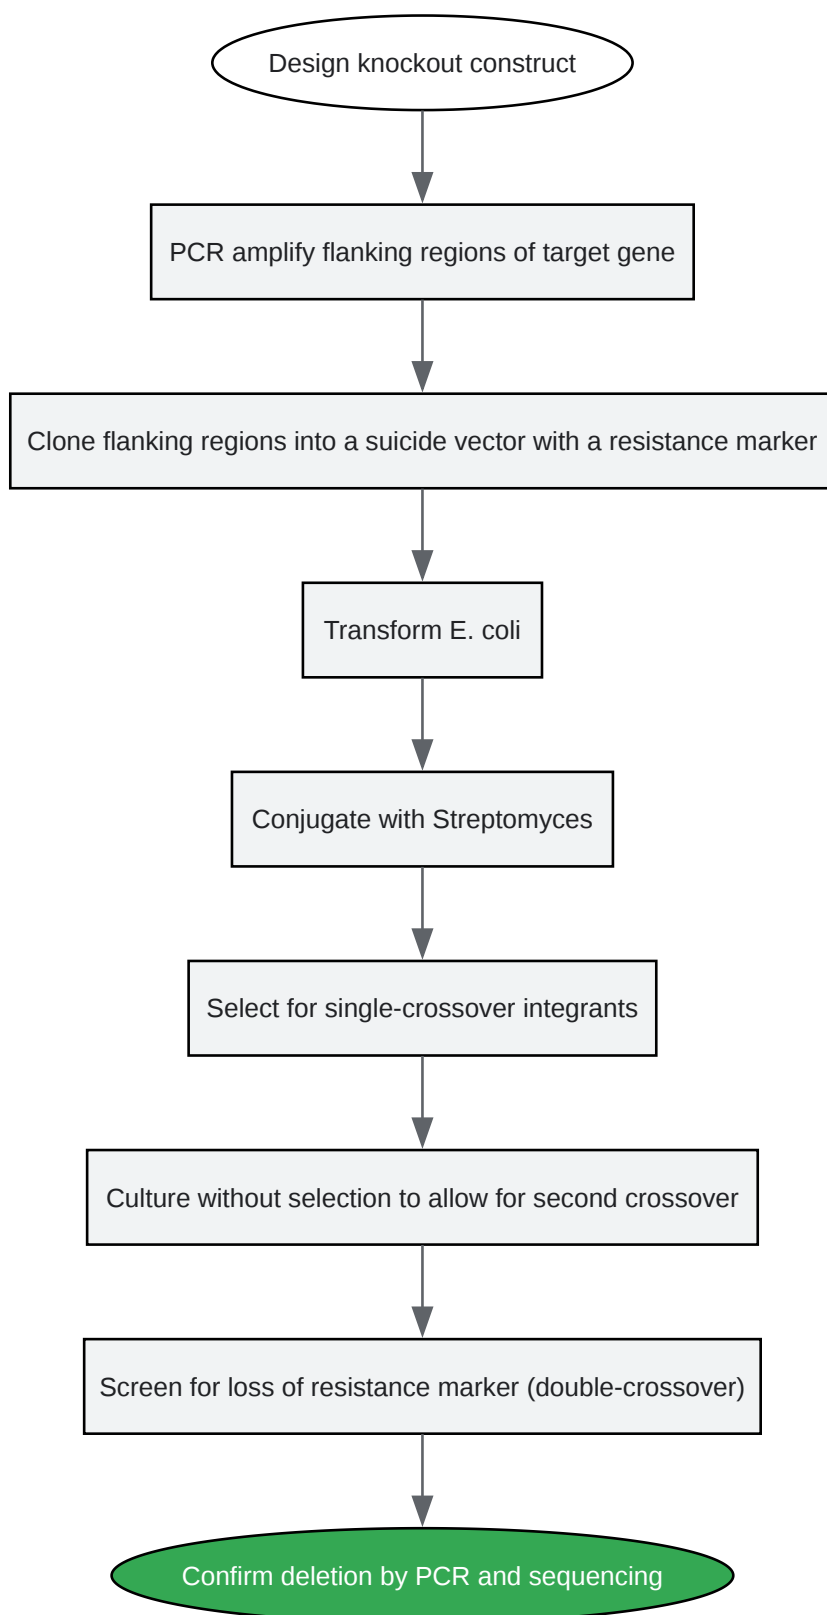 Design knockout construct
PCR amplify flanking regions of target gene
Clone flanking regions into a suicide vector with a resistance marker
Transform E. coli
Conjugate with Streptomyces
Select for single-crossover integrants
Culture without selection to allow for second crossover
Screen for loss of resistance marker (double-crossover)
Confirm deletion by PCR and sequencing